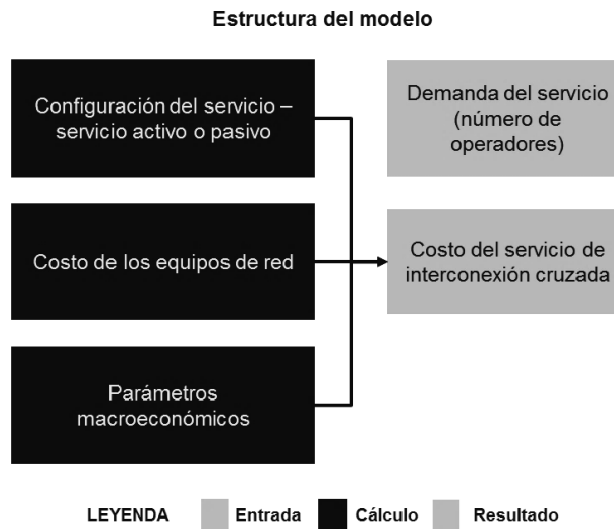 Estructura del modelo
Configuración del servicio –
servicio activo o pasivo
Demanda del servicio
(número de
operadores)
Costo de los equipos de red
Costo del servicio de
interconexión cruzada
Parámetros
macroeconómicos
LEYENDA Entrada Cálculo Resultado